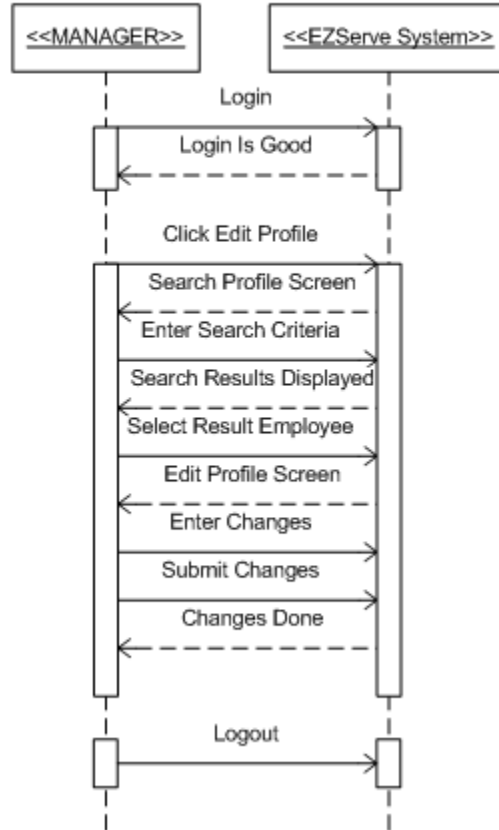 <<MANAGER>>
<<EZServe System>>
Login
Login Is Good
Click Edit Profile
Search Profile Screen
Enter Search Criteria
Search Results Displayed
Select Result Employee
Edit Profile Screen
Enter Changes
Submit Changes
Changes Done
Logout